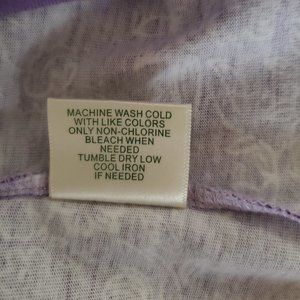 MACHINE WASH COLD
WITH LIKE COLORS
ONLY NON-CHLORINE
BLEACH WHEN
NEEDED
TUMBLE DRY LOW
COOL IRON
IF NEEDED